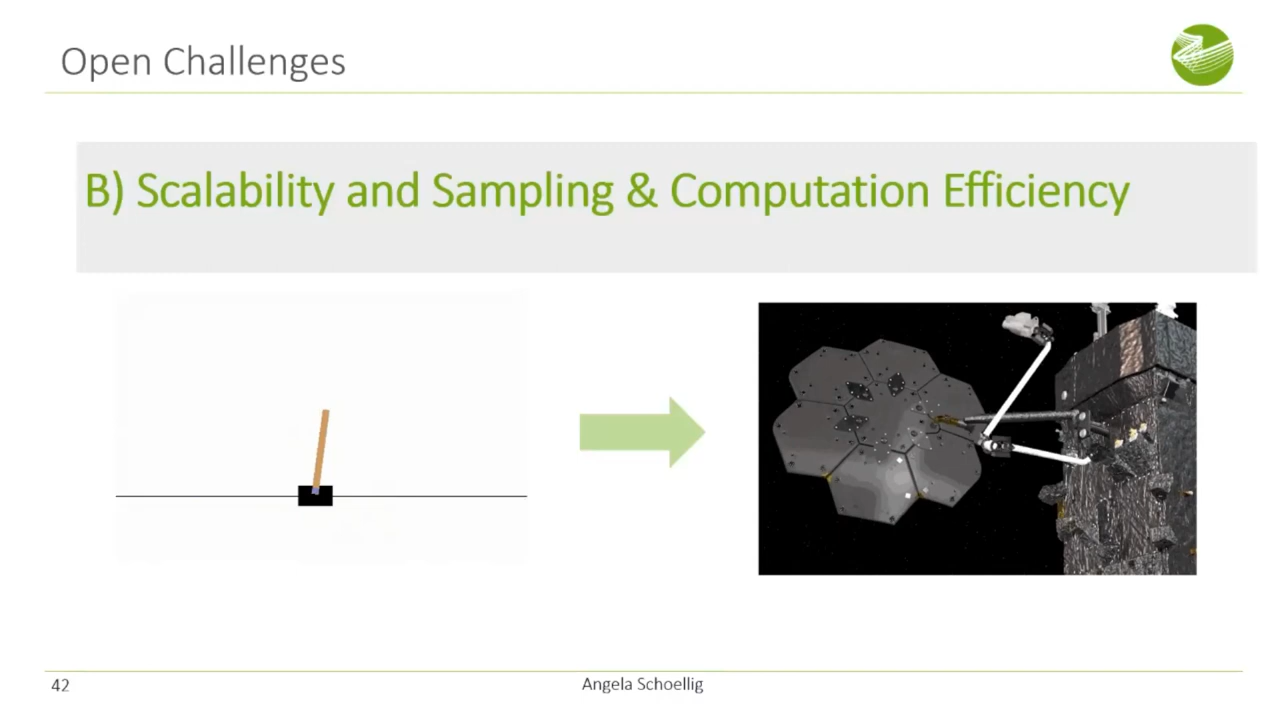 Open Challenges
B) Scalability and Sampling & Computation Efficiency
42
Angela Schoellig